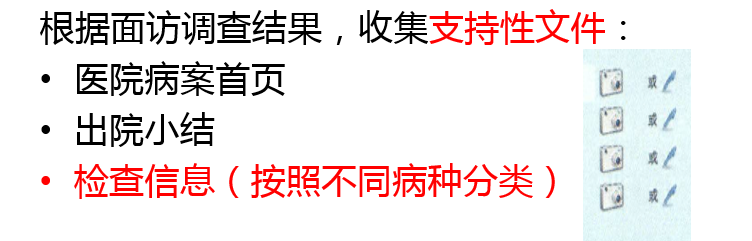 根据面访调查结果，收集支持性文件：
• 医院病案首页
• 出院小结
• 检查信息（按照不同病种分类）
或
或
或
或